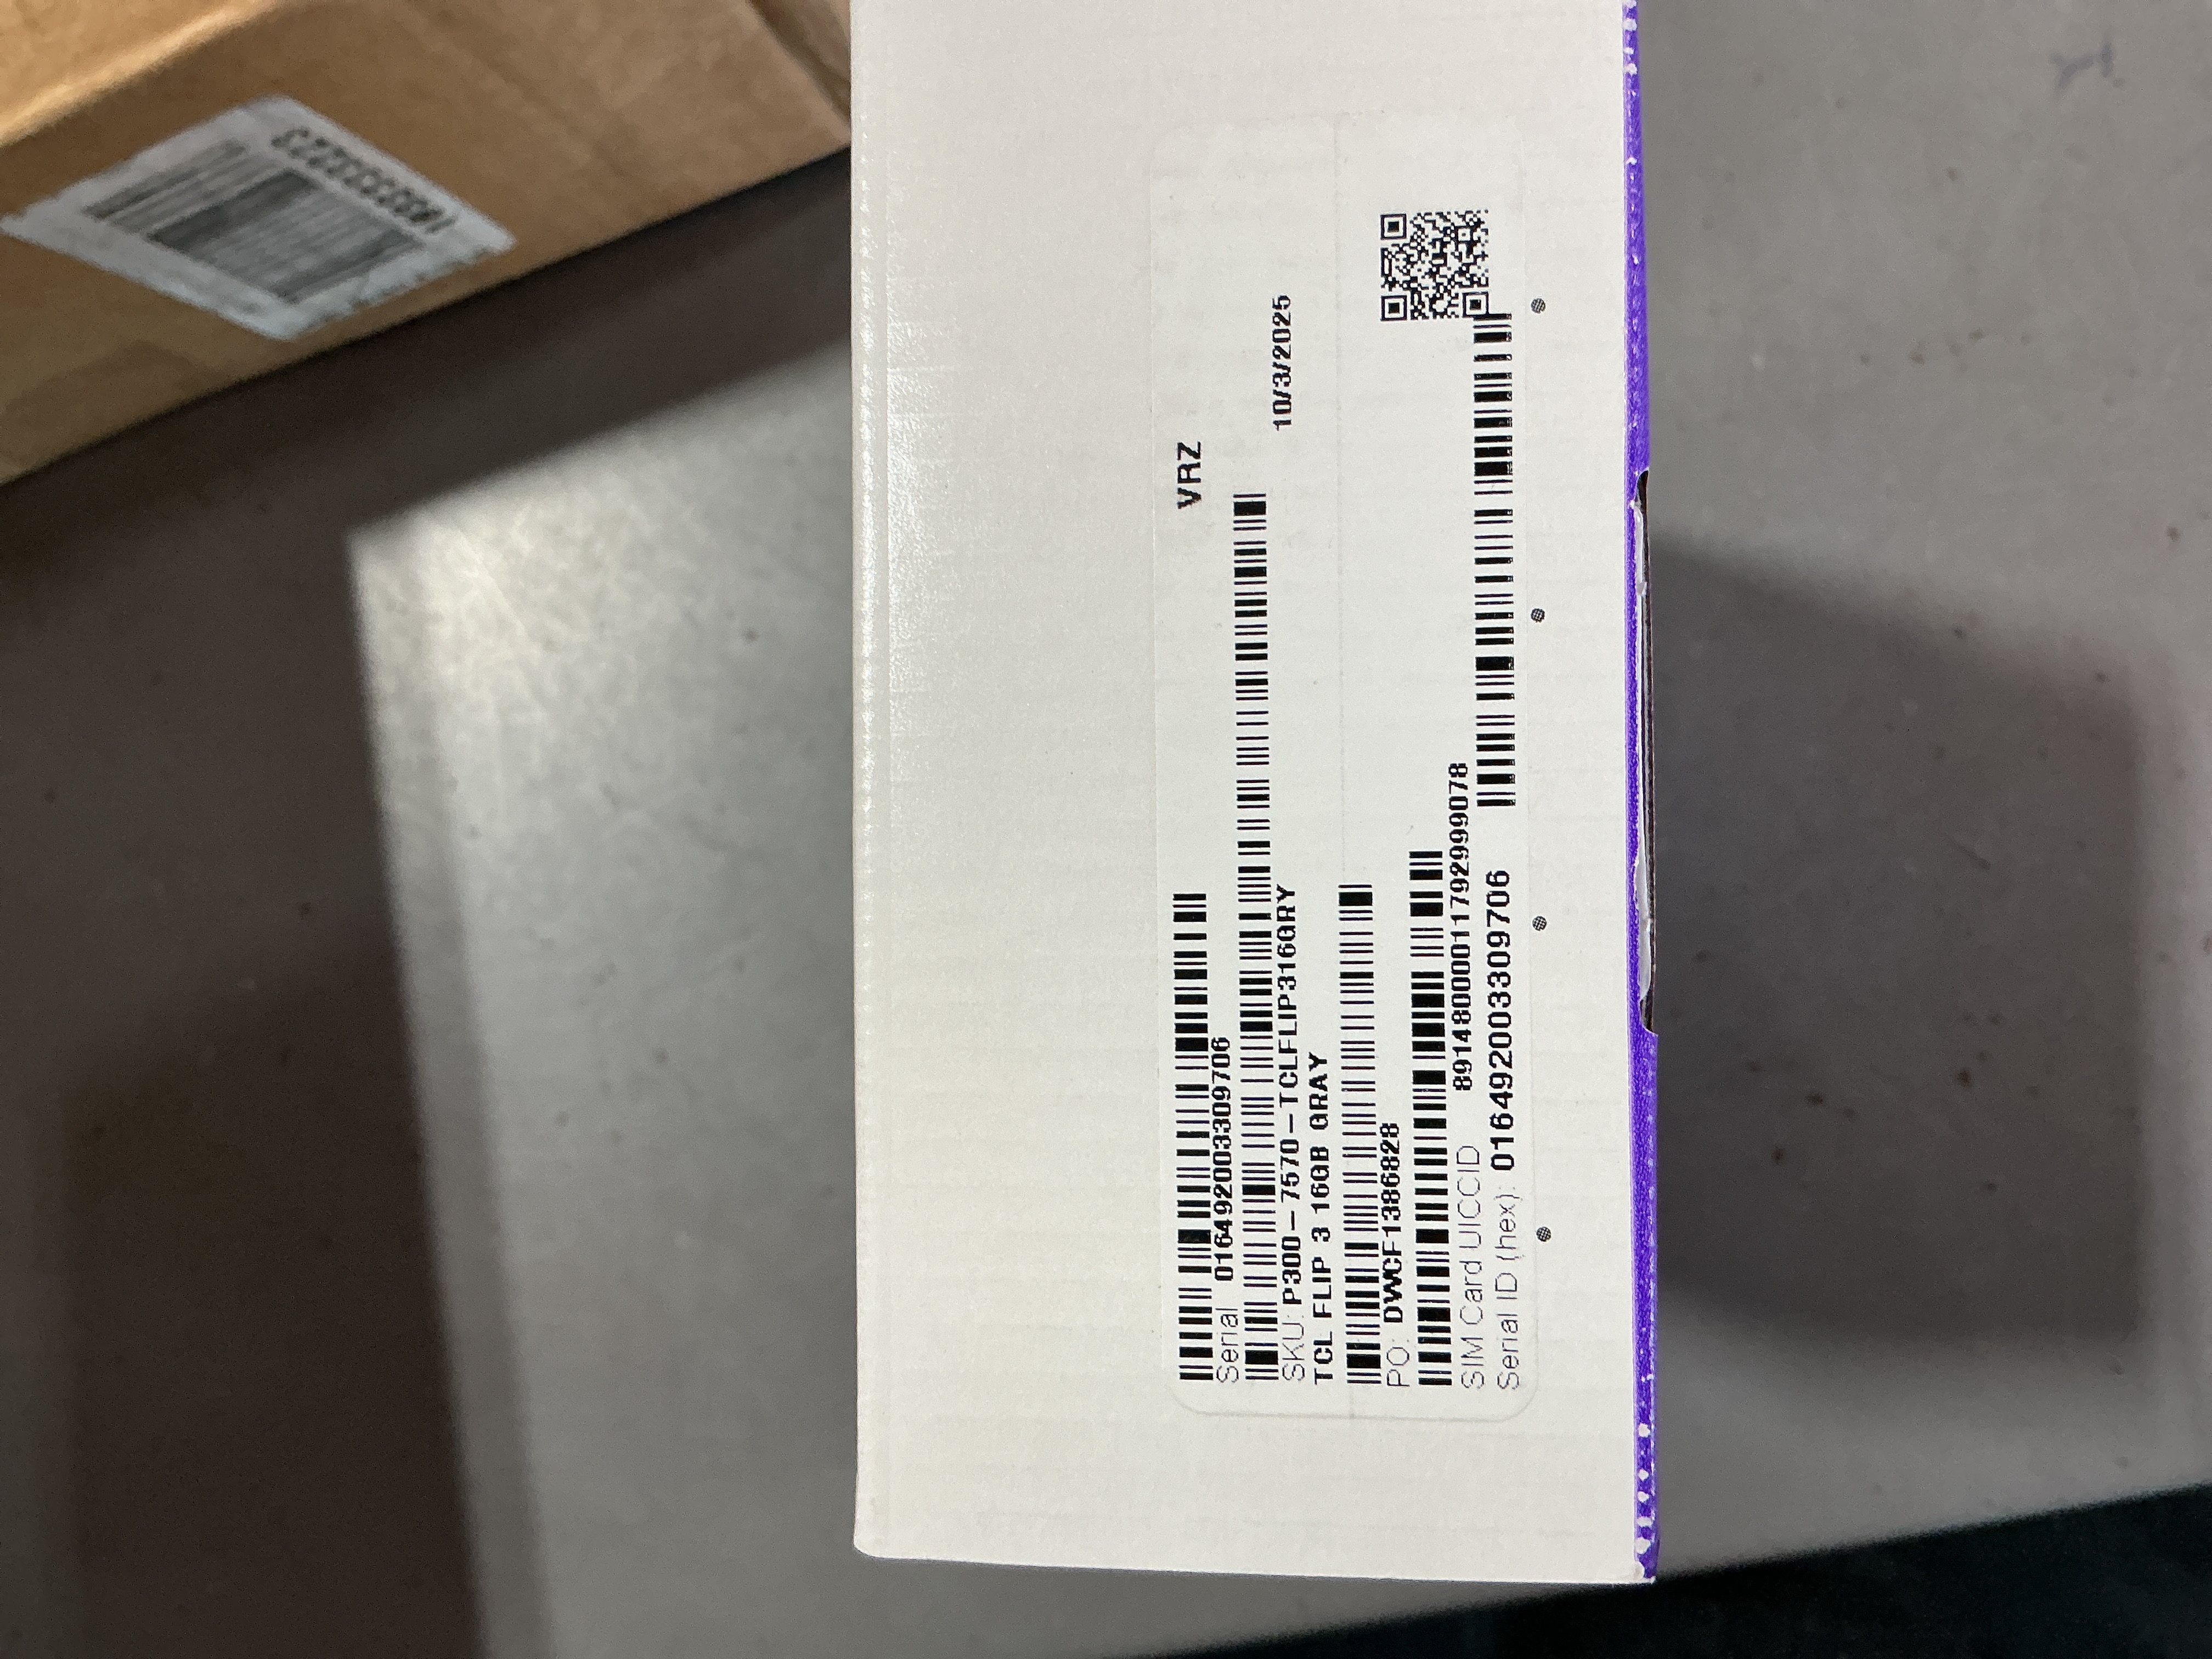 VRZ
Serial 016492003309706
10/3/2025
SKU: P300-7570-TCLFLIP316GRY
TCL FLIP 3 16GB GRAY
PO: DWCF1386828
SIM Card UICCID 89148000011792999078
Serial ID (hex): 016492003309706